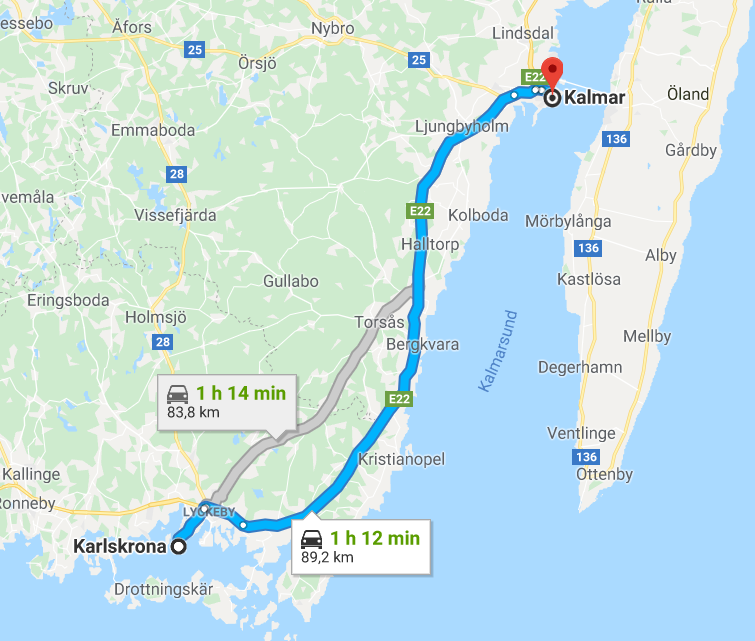 essebo
Åfors
Nybro
Lindsdal
25
Örsjö
25
E22
Kalmar
Öland
Skruv
Emmaboda
Ljungbyholm
136
Gårdby
28
vemåla
Vissefjärda
E22
Kolboda
Mörbylånga
Halltorp
136
Alby
Gullabo
Kastlösa
Eringsboda
Holmsjö
Torsås
28
Bergkvara
Kalmarsund
Mellby
Degerhamn
1 h 14 min
83,8 km
E22
Ventlinge
136
Kristianopel
Kallinge
Ottenby
Ronneby
LYCKEBY
Karlskrona
1 h 12 min
89,2 km
Drottningskär